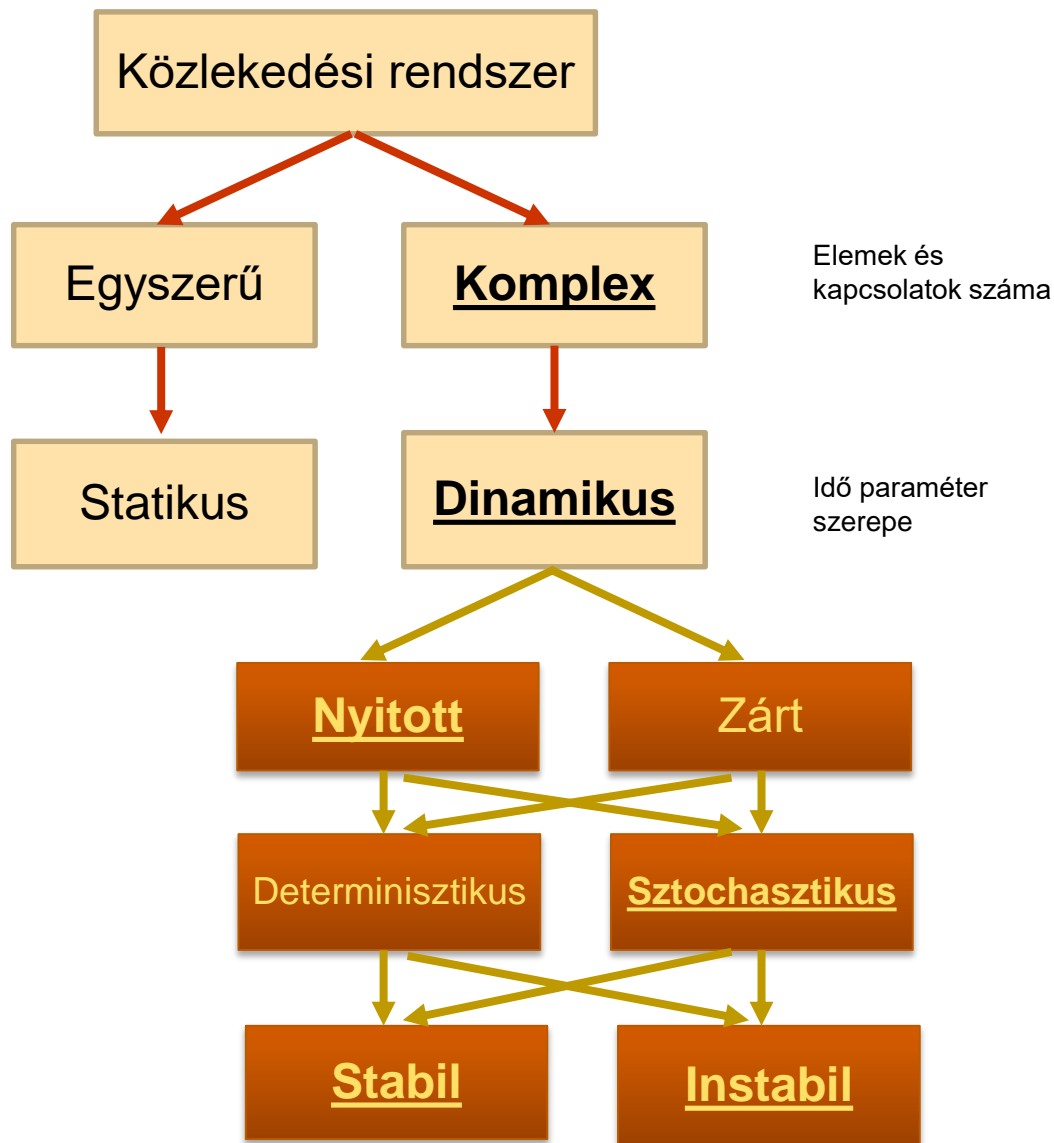 Közlekedési rendszer
Egyszerű
Komplex
Elemek és
kapcsolatok száma
Statikus
Dinamikus
Idő paraméter
szerepe
Nyitott
Zárt
Determinisztikus
Sztochasztikus
Stabil
Instabil